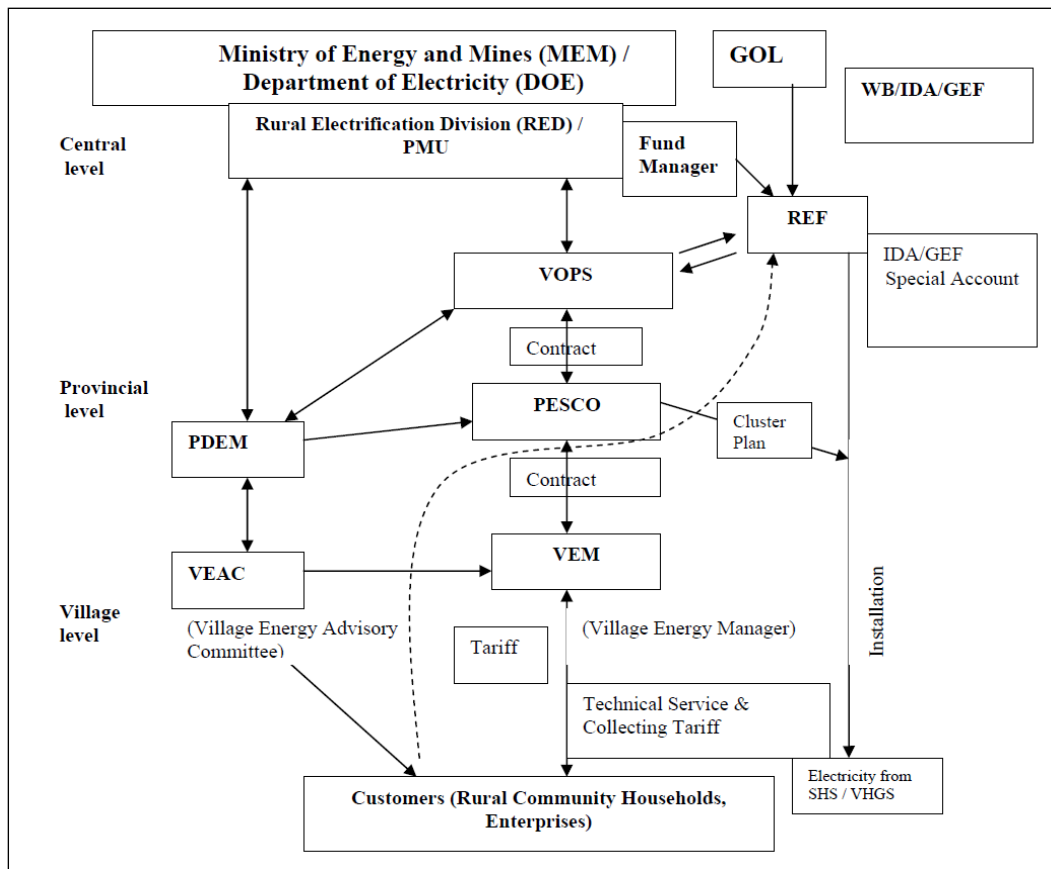 Ministry of Energy and Mines (MEM) /
Department of Electricity (DOE)
GOL
WB/IDA/GEF
Rural Electrification Division (RED) /
PMU
Central
level
Fund
Manager
REF
IDA/GEF
Special Account
VOPS
Contract
Provincial
level
PESCO
Cluster
Plan
PDEM
Contract
VEM
VEAC
Village
level
(Village Energy Advisory
Committee)
Tariff
(Village Energy Manager)
Installation
Technical Service &
Collecting Tariff
Electricity from
SHS / VHGS
Customers (Rural Community Households,
Enterprises)